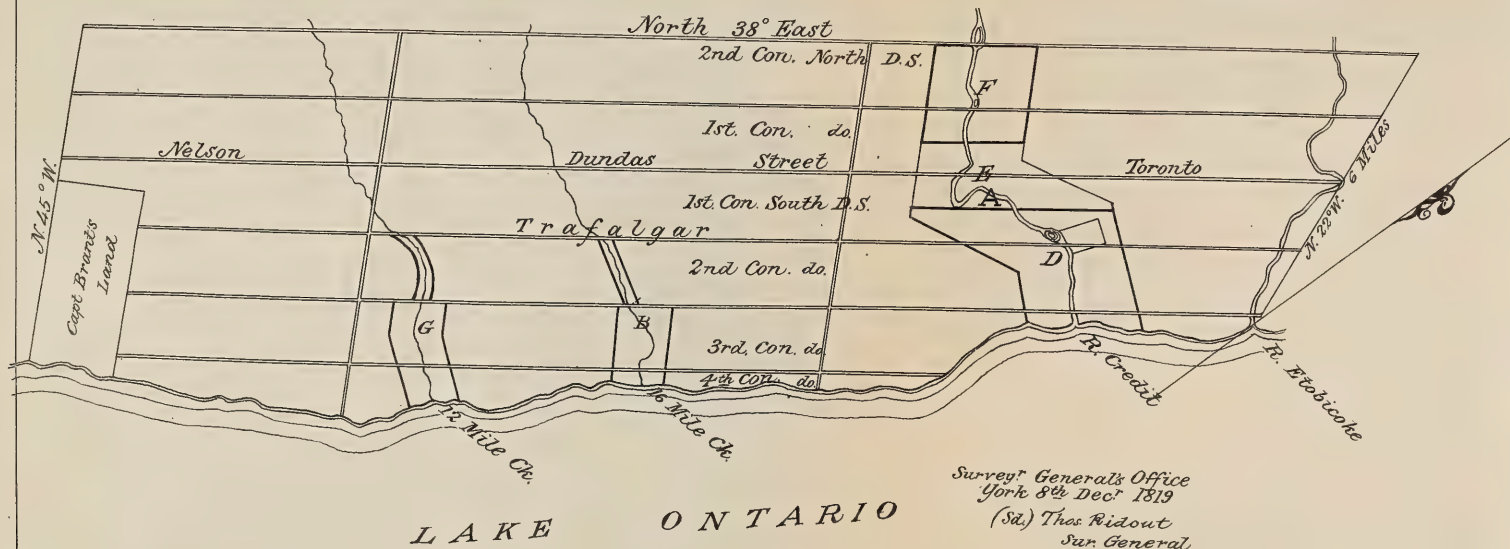 North 38° East
2nd Con. North D.S.
F
1st. Con. do.
Nelson Dundas Street Toronto
6 Miles
N. 45° W.
E
A
1st. Con. South D.S.
Trafalgar
N. 22° W.
Capt Brants
Land
2nd Con. do.
D
G
B
3rd. Con. do.
4th Con. do.
R. Credit
R. Etobicoke
12 Mile Ck.
16 Mile Ck.
LAKE ONTARIO
Surveyr General's Office
York 8th Decr 1819
(Sd.) Thos. Ridout
Sur. General